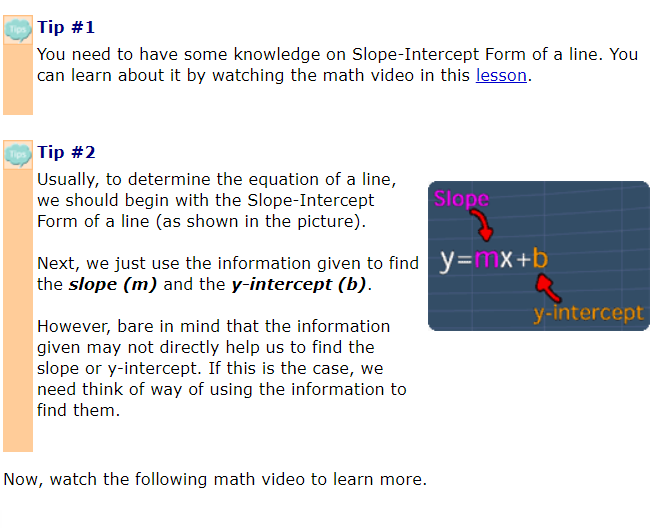 Tips
Tip #1
You need to have some knowledge on Slope-Intercept Form of a line. You
can learn about it by watching the math video in this lesson.
Tips
Tip #2
Usually, to determine the equation of a line,
we should begin with the Slope-Intercept
Form of a line (as shown in the picture).
Next, we just use the information given to find
the slope (m) and the y-intercept (b).
However, bare in mind that the information
given may not directly help us to find the
slope or y-intercept. If this is the case, we
need think of way of using the information to
find them.
Slope
y=mx+b
y-intercept
Now, watch the following math video to learn more.